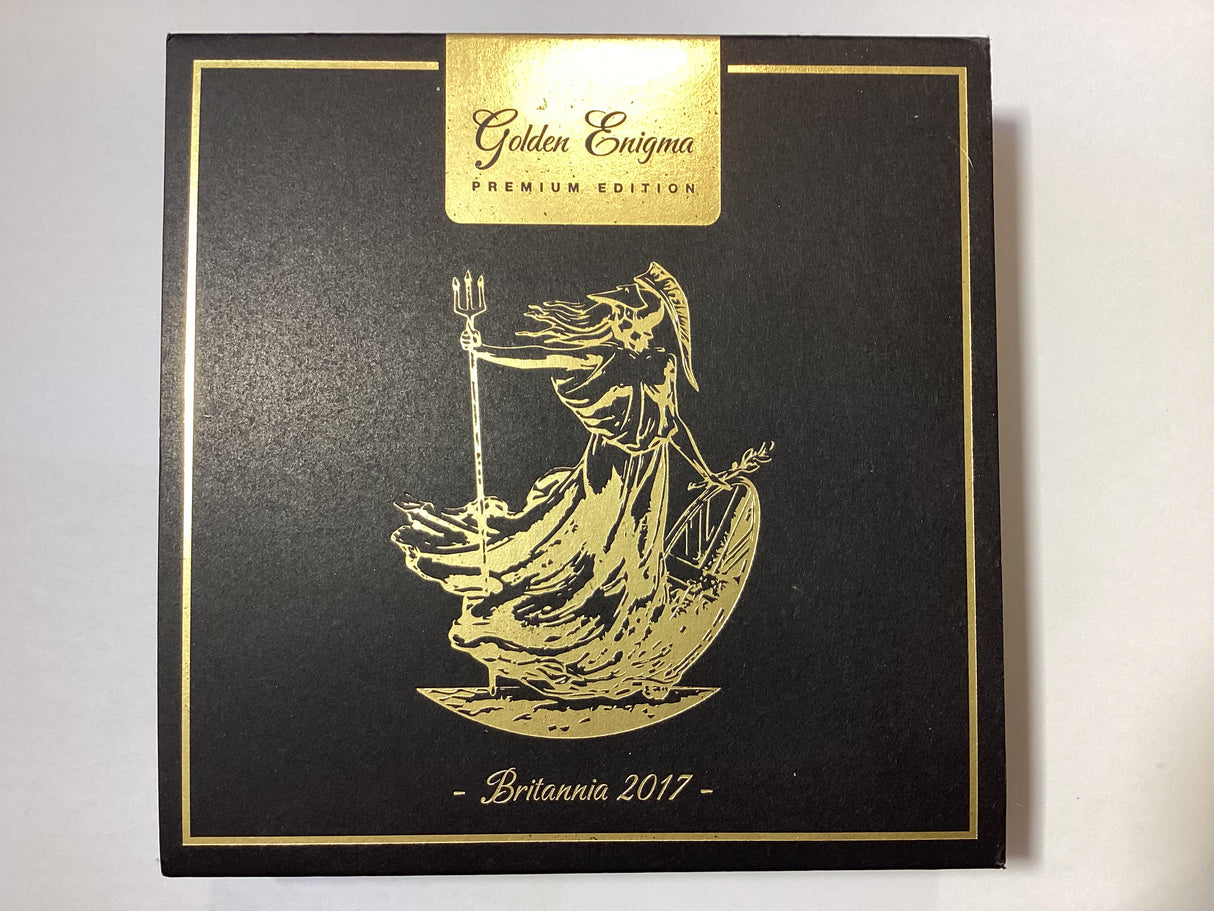 Golden Enigma
PREMIUM EDITION
- Britannia 2017 -